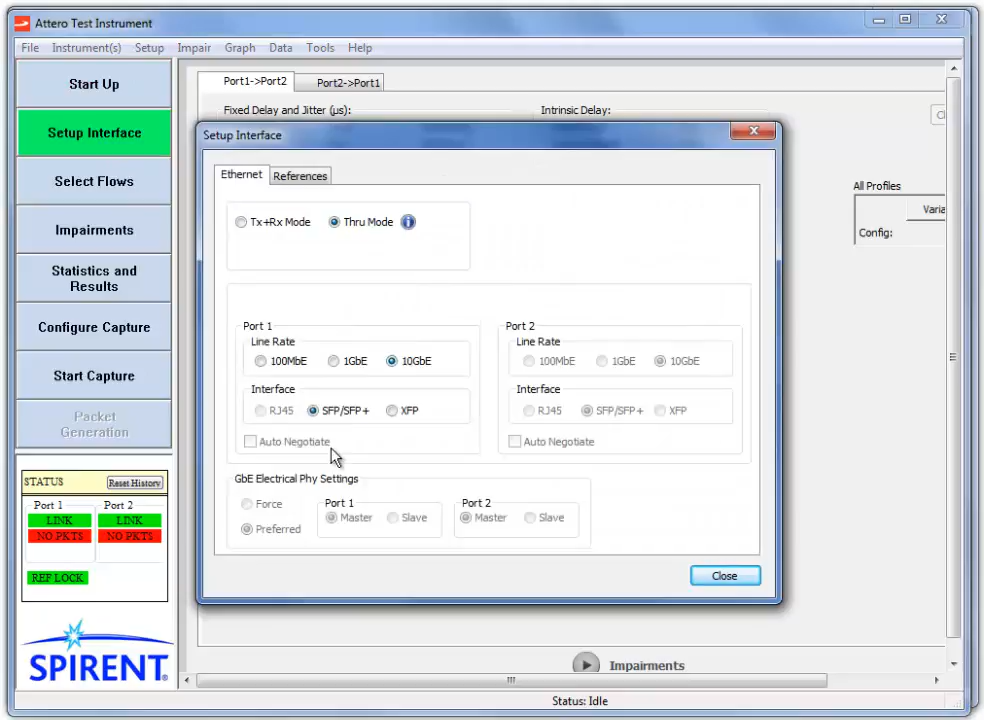 Attero Test Instrument
File Instrument(s) Setup Impair Graph Data Tools Help
Start Up
Setup Interface
Select Flows
Impairments
Statistics and
Results
Configure Capture
Start Capture
Packet
Generation
STATUS
Reset History
Port 1 Port 2
LINK LINK
NO PKTS NO PKTS
REF LOCK
SPIRENT
Port1->Port2 Port2->Port1
Fixed Delay and Jitter (µs): Intrinsic Delay:
All Profiles
Config:
Setup Interface
Ethernet References
Tx+Rx Mode Thru Mode
Port 1
Line Rate
100MbE 1GbE 10GbE
Interface
RJ45 SFP/SFP+ XFP
Auto Negotiate
Port 2
Line Rate
100MbE 1GbE 10GbE
Interface
RJ45 SFP/SFP+ XFP
Auto Negotiate
GbE Electrical Phy Settings
Force
Preferred
Port 1
Master Slave
Port 2
Master Slave
Close
Impairments
Status: Idle